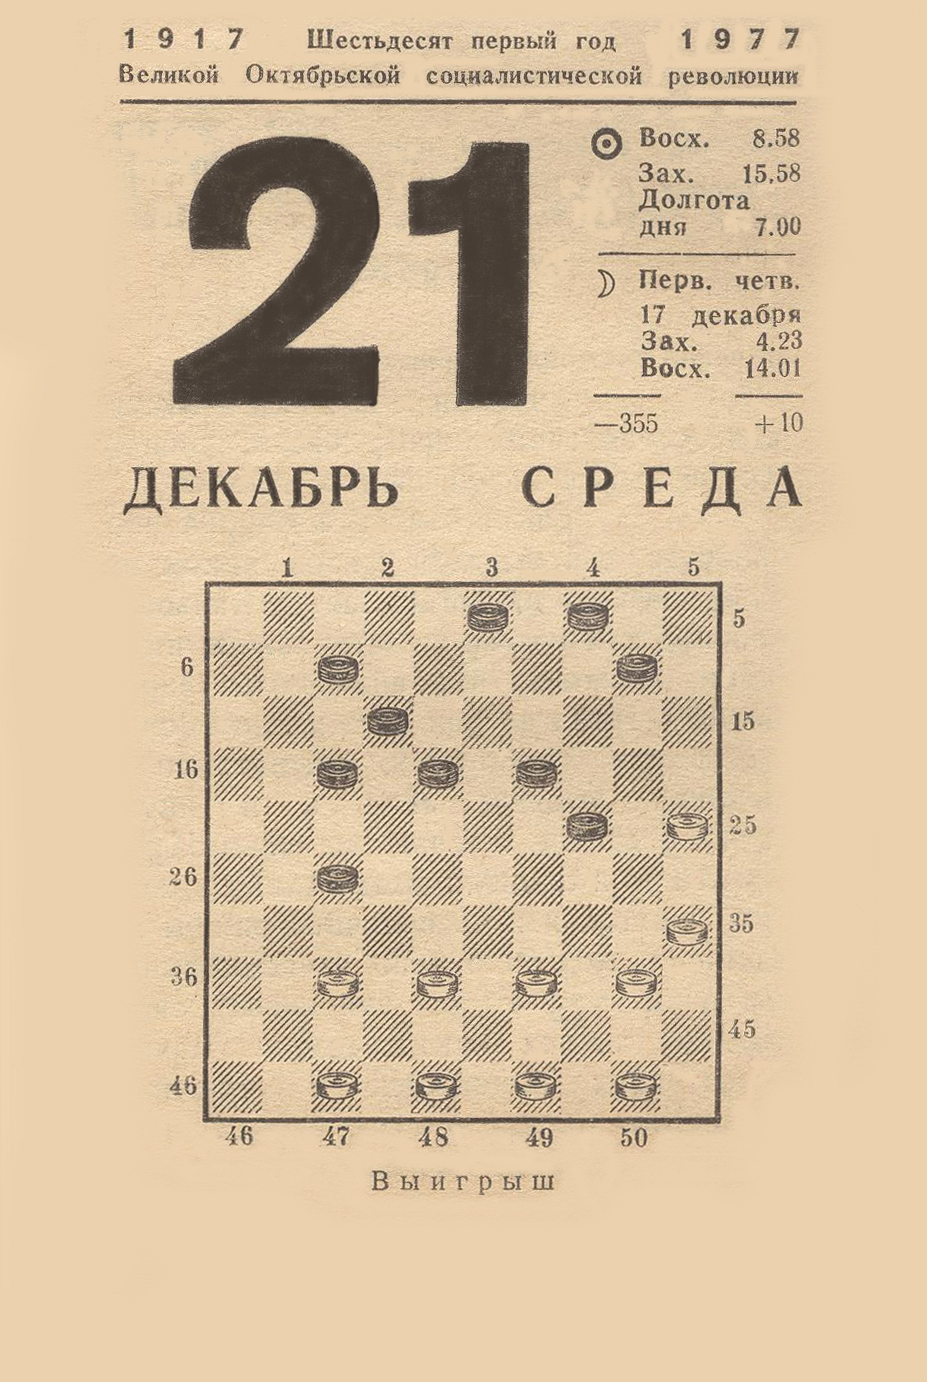 1917 Шестьдесят первый год 1977
Великой Октябрьской социалистической революции
21
Восх. 8.58
Зах. 15.58
Долгота
дня 7.00
Перв. четв.
17 декабря
Зах. 4.23
Восх. 14.01
—355 +10
ДЕКАБРЬ СРЕДА
1 2 3 4 5
5
6
15
16
25
26
35
36
45
46
46 47 48 49 50
Выигрыш